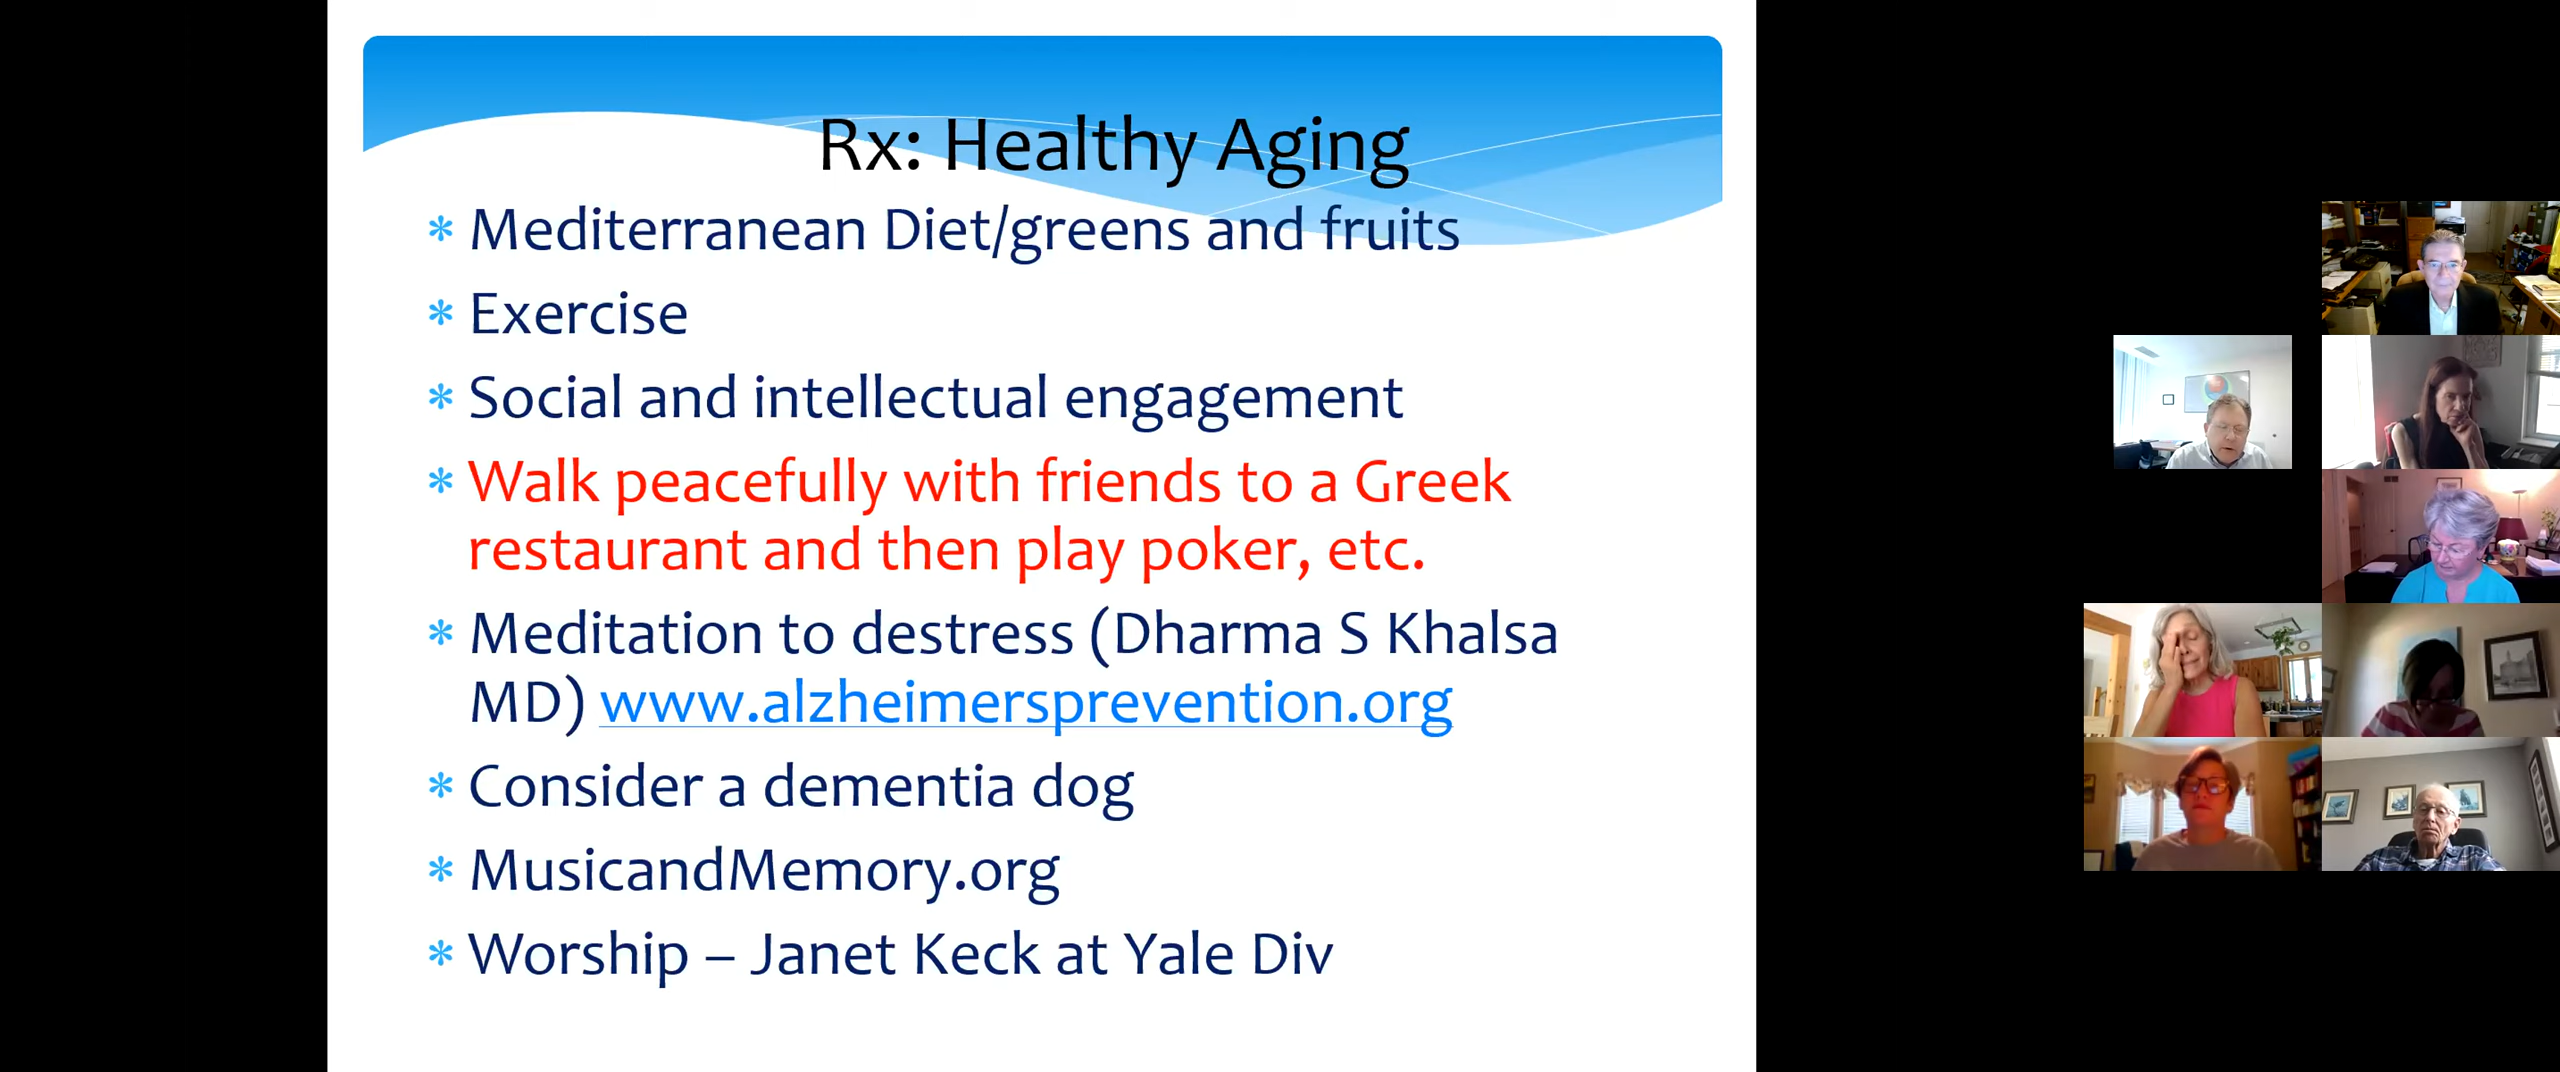 Rx: Healthy Aging
* Mediterranean Diet/greens and fruits
* Exercise
* Social and intellectual engagement
* Walk peacefully with friends to a Greek
restaurant and then play poker, etc.
* Meditation to destress (Dharma S Khalsa
MD) www.alzheimersprevention.org
* Consider a dementia dog
* MusicandMemory.org
* Worship – Janet Keck at Yale Div